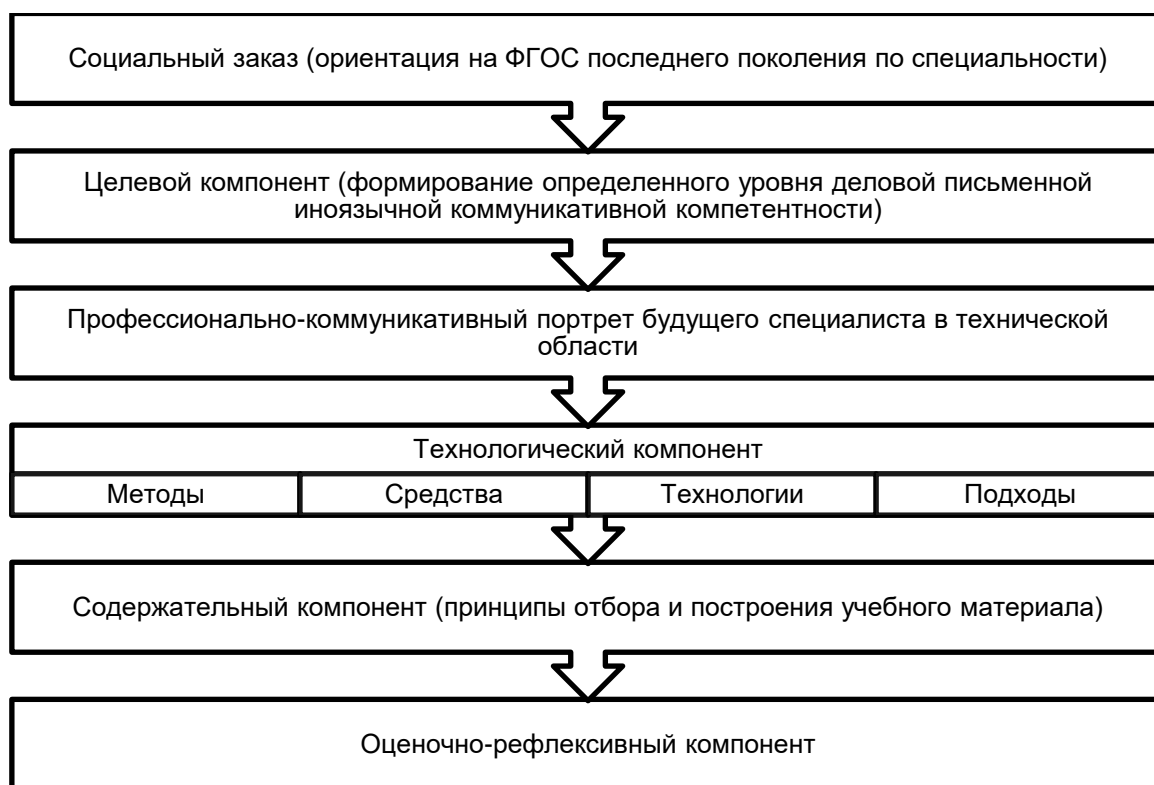 Социальный заказ (ориентация на ФГОС последнего поколения по специальности)
Целевой компонент (формирование определенного уровня деловой письменной
иноязычной коммуникативной компетентности)
Профессионально-коммуникативный портрет будущего специалиста в технической
области
Технологический компонент
Методы Средства Технологии Подходы
Содержательный компонент (принципы отбора и построения учебного материала)
Оценочно-рефлексивный компонент